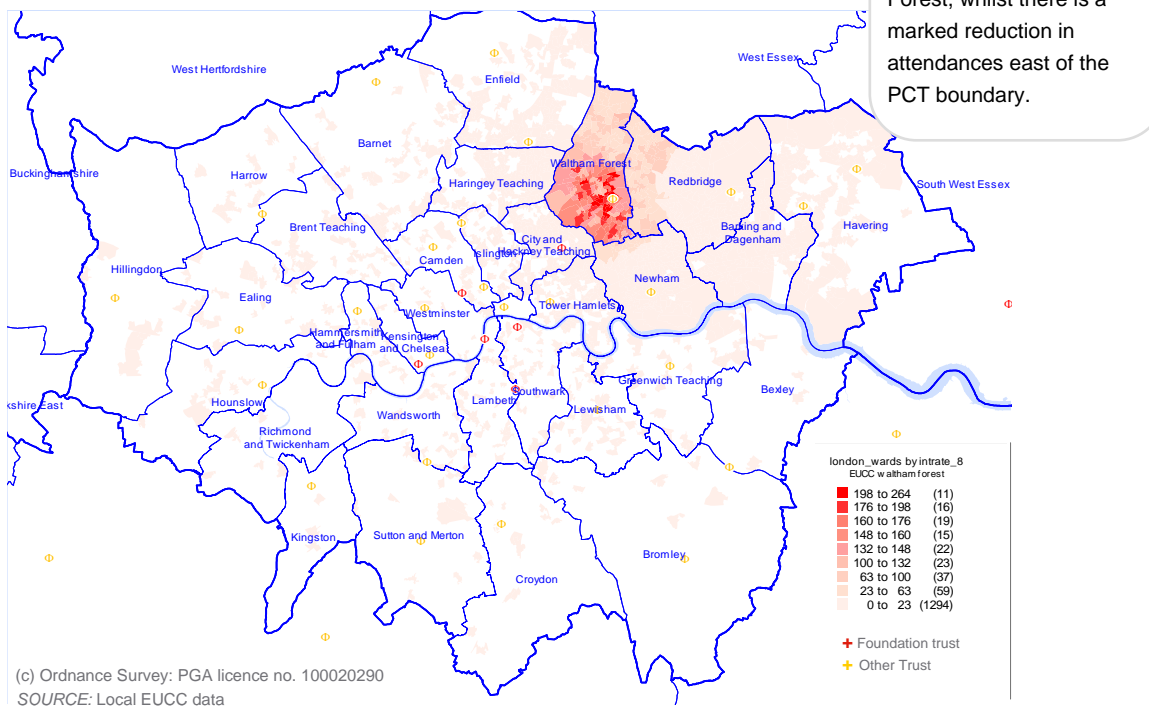 Forest, whilst there is a
marked reduction in
attendances east of the
PCT boundary.
West Hertfordshire
West Essex
Enfield
Barnet
Buckinghamshire
Harrow
Haringey Teaching
Waltham Forest
Redbridge
South West Essex
Brent Teaching
Barking and
Dagenham
Havering
City and
Hackney Teaching
Islington
Camden
Hillingdon
Newham
Ealing
Tower Hamlets
Westminster
Hammersmith
and Fulham
Kensington
and Chelsea
Greenwich Teaching
Bexley
kshire East
Hounslow
Lambeth
Southwark
Lewisham
Wandsworth
Richmond
and Twickenham
Kingston
Sutton and Merton
Croydon
Bromley
london_wards by intrate_8
EUCC waltham forest
198 to 264 (11)
176 to 198 (16)
160 to 176 (19)
148 to 160 (15)
132 to 148 (22)
100 to 132 (23)
63 to 100 (37)
23 to 63 (59)
0 to 23 (1294)
Foundation trust
Other Trust
(c) Ordnance Survey: PGA licence no. 100020290
SOURCE: Local EUCC data